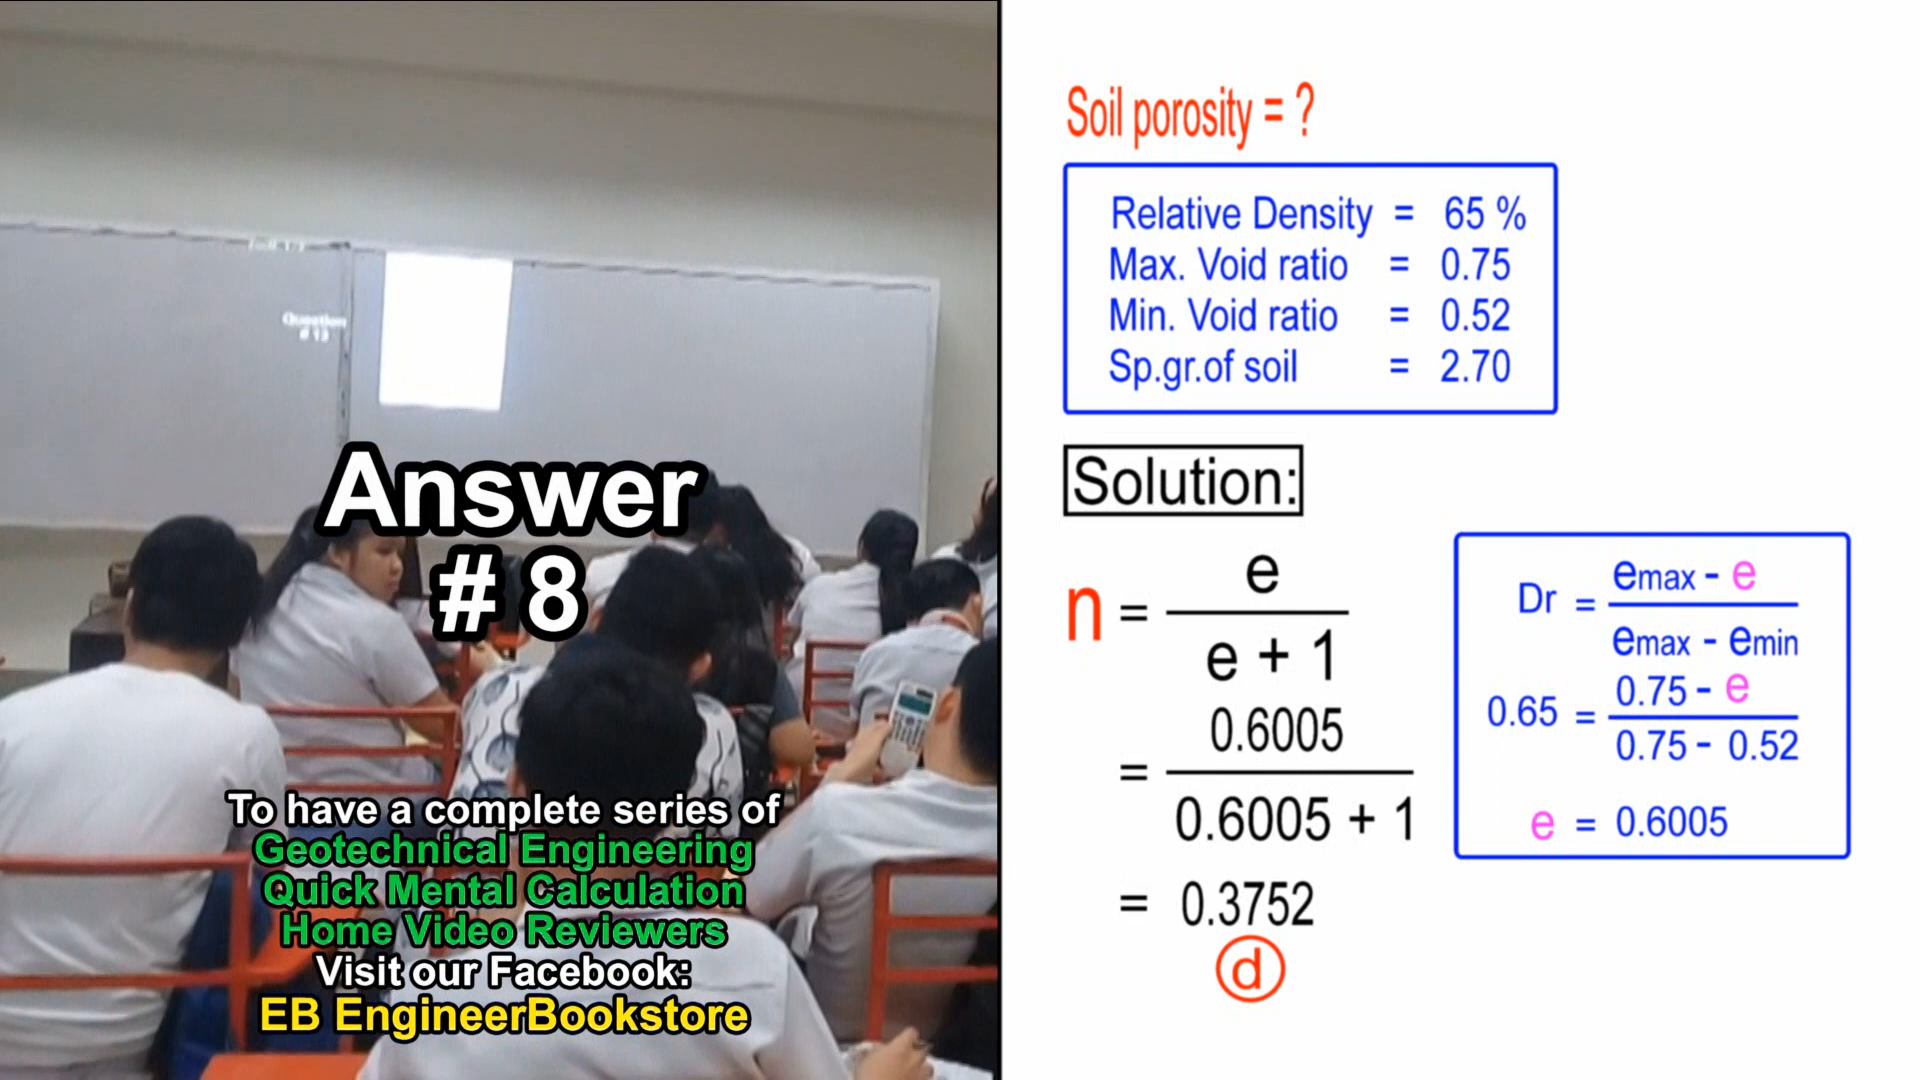 Question
# 13
Answer
# 8
To have a complete series of
Geotechnical Engineering
Quick Mental Calculation
Home Video Reviewers
Visit our Facebook:
EB EngineerBookstore
Soil porosity = ?
Relative Density = 65 %
Max. Void ratio = 0.75
Min. Void ratio = 0.52
Sp.gr.of soil = 2.70
Solution:
n = e
e + 1
= 0.6005
0.6005 + 1
= 0.3752
d
Dr = emax - e
emax - emin
0.65 = 0.75 - e
0.75 - 0.52
e = 0.6005